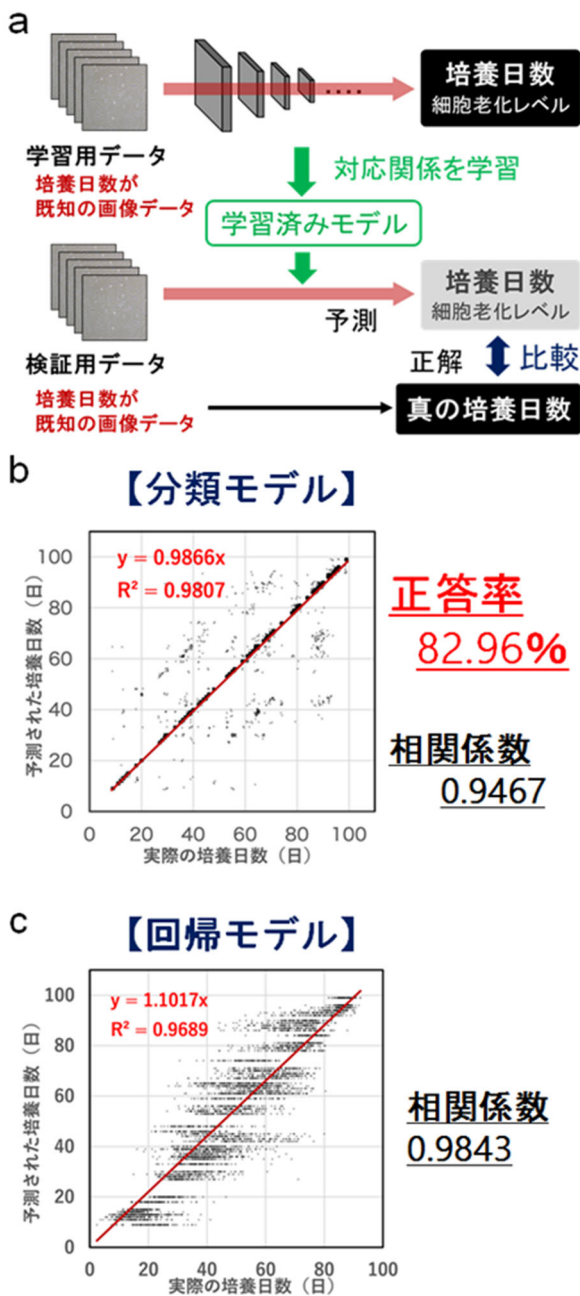 a
培養日数
細胞老化レベル
学習用データ
培養日数が
既知の画像データ
対応関係を学習
学習済みモデル
予測
培養日数
細胞老化レベル
検証用データ
正解
比較
培養日数が
既知の画像データ
真の培養日数
b
【分類モデル】
y = 0.9866x
R² = 0.9807
予測された培養日数（日）
100
80
60
40
20
0
0 20 40 60 80 100
実際の培養日数（日）
正答率
82.96%
相関係数
0.9467
c
【回帰モデル】
y = 1.1017x
R² = 0.9689
予測された培養日数（日）
100
80
60
40
20
0
0 20 40 60 80 100
実際の培養日数（日）
相関係数
0.9843